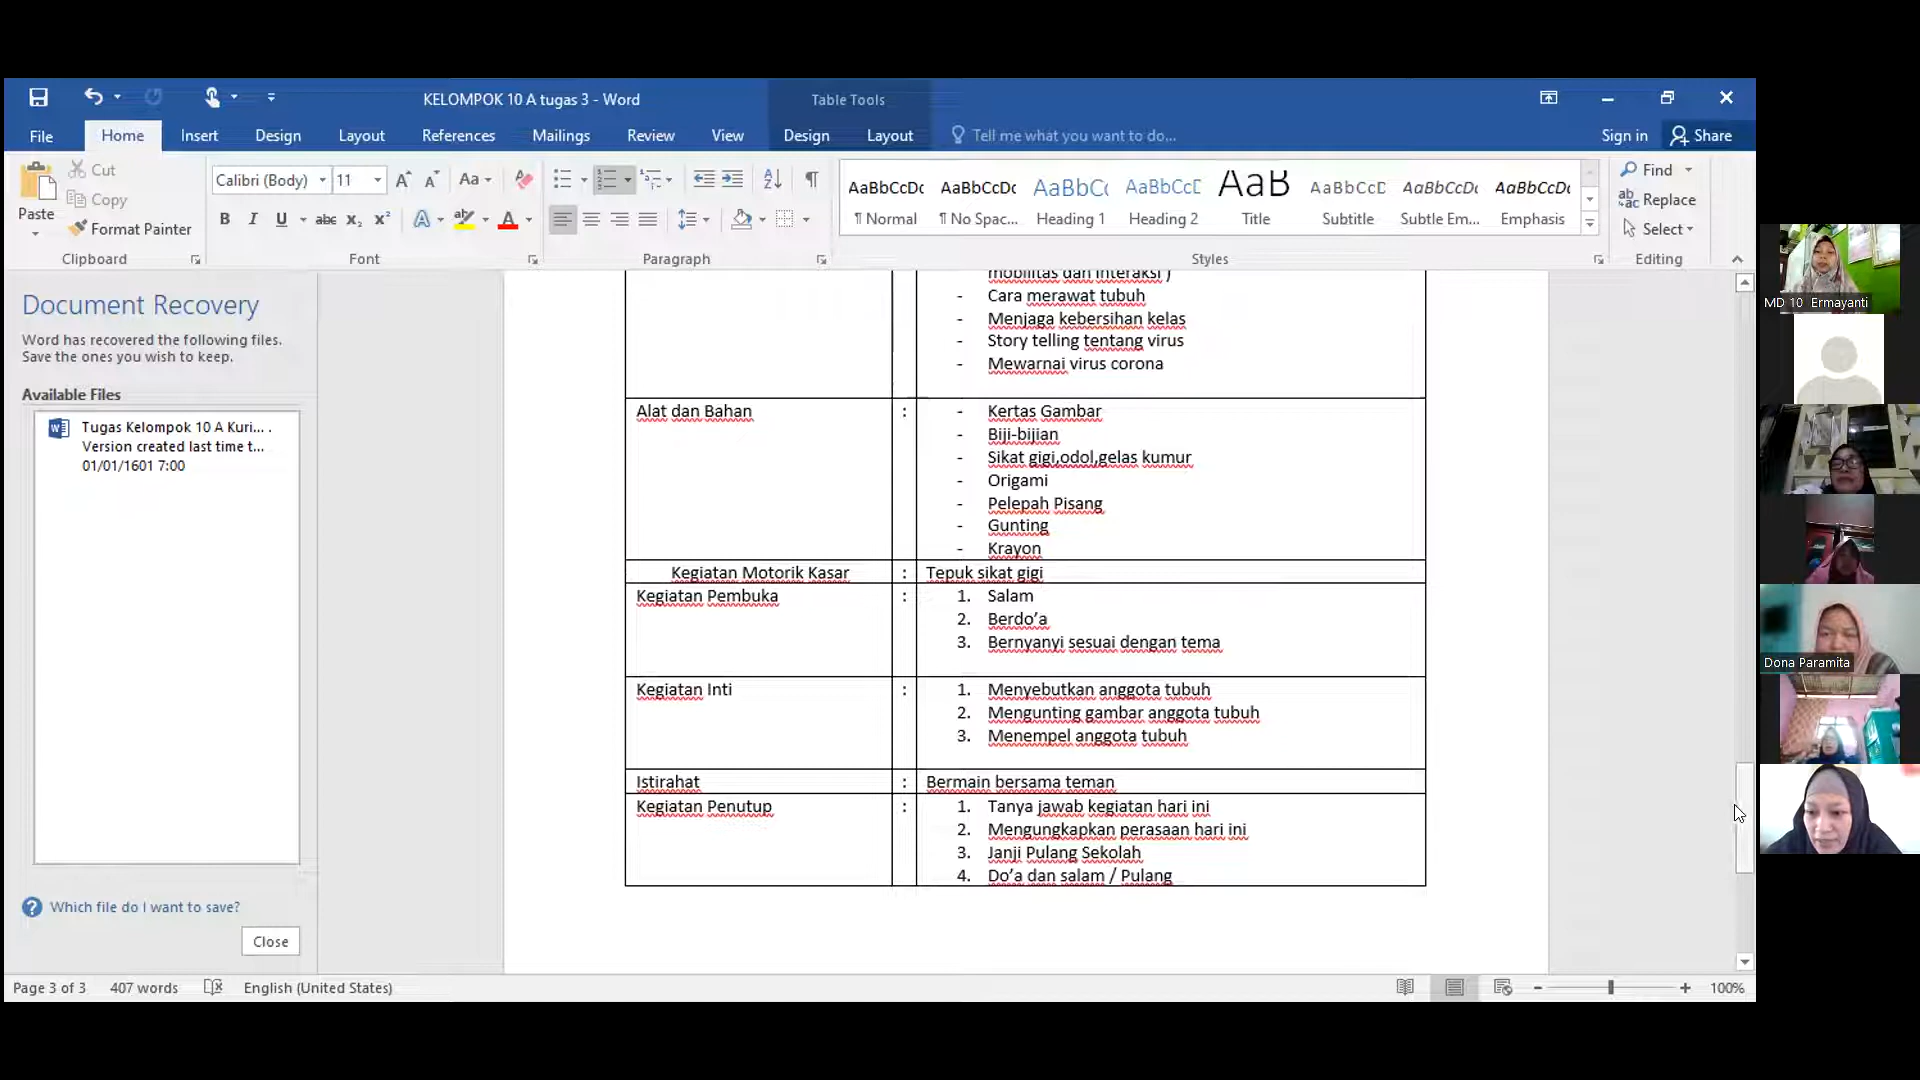 KELOMPOK 10 A tugas 3 - Word
Table Tools
File
Home
Insert
Design
Layout
References
Mailings
Review
View
Design
Layout
Tell me what you want to do...
Sign in
Share
Paste
Cut
Copy
Format Painter
Clipboard
Calibri (Body)
11
Aa
B I U abc x₂ x²
A
Font
Paragraph
AaBbCcDc
¶ Normal
AaBbCcDc
¶ No Spac...
AaBbCc
Heading 1
AaBbCcD
Heading 2
AaB
Title
AaBbCcD
Subtitle
AaBbCcDc
Subtle Em...
AaBbCcDc
Emphasis
Styles
Find
Replace
Select
Editing
Document Recovery
Word has recovered the following files.
Save the ones you wish to keep.
Available Files
Tugas Kelompok 10 A Kuri... .
Version created last time t...
01/01/1601 7:00
Which file do I want to save?
Close
mobilitas dan interaksi )
- Cara merawat tubuh
- Menjaga kebersihan kelas
- Story telling tentang virus
- Mewarnai virus corona
Alat dan Bahan :
- Kertas Gambar
- Biji-bijian
- Sikat gigi,odol,gelas kumur
- Origami
- Pelepah Pisang
- Gunting
- Krayon
Kegiatan Motorik Kasar : Tepuk sikat gigi
Kegiatan Pembuka :
1. Salam
2. Berdo’a
3. Bernyanyi sesuai dengan tema
Kegiatan Inti :
1. Menyebutkan anggota tubuh
2. Mengunting gambar anggota tubuh
3. Menempel anggota tubuh
Istirahat : Bermain bersama teman
Kegiatan Penutup :
1. Tanya jawab kegiatan hari ini
2. Mengungkapkan perasaan hari ini
3. Janji Pulang Sekolah
4. Do’a dan salam / Pulang
Page 3 of 3
407 words
English (United States)
100%
MD 10 Ermayanti
Dona Paramita